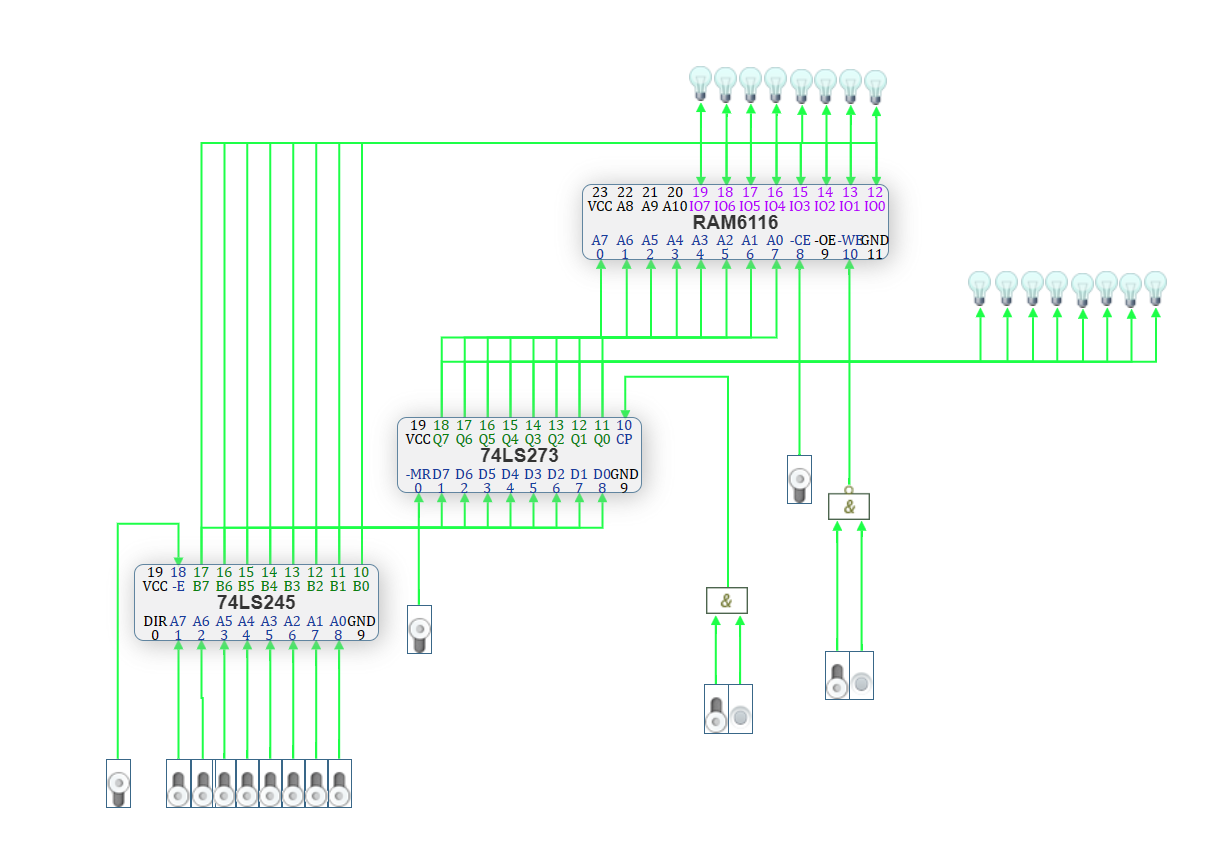 23 22 21 20 19 18 17 16 15 14 13 12
VCC A8 A9 A10 IO7 IO6 IO5 IO4 IO3 IO2 IO1 IO0
RAM6116
A7 A6 A5 A4 A3 A2 A1 A0 -CE -OE -WE GND
0 1 2 3 4 5 6 7 8 9 10 11
19 18 17 16 15 14 13 12 11 10
VCC Q7 Q6 Q5 Q4 Q3 Q2 Q1 Q0 CP
74LS273
-MR D7 D6 D5 D4 D3 D2 D1 D0 GND
0 1 2 3 4 5 6 7 8 9
&
19 18 17 16 15 14 13 12 11 10
VCC -E B7 B6 B5 B4 B3 B2 B1 B0
74LS245
DIR A7 A6 A5 A4 A3 A2 A1 A0 GND
0 1 2 3 4 5 6 7 8 9
&